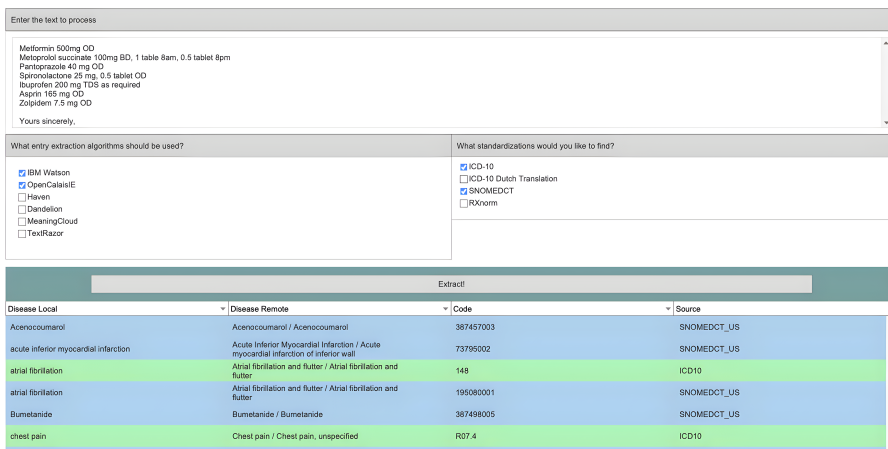 Enter the text to process
Metformin 500mg OD
Metoprolol succinate 100mg BD, 1 table 8am, 0.5 tablet 8pm
Pantoprazole 40 mg OD
Spironolactone 25 mg, 0.5 tablet OD
Ibuprofen 200 mg TDS as required
Asprin 165 mg OD
Zolpidem 7.5 mg OD
Yours sincerely,
What entry extraction algorithms should be used?
IBM Watson
OpenCalaisIE
Haven
Dandelion
MeaningCloud
TextRazor
What standardizations would you like to find?
ICD-10
ICD-10 Dutch Translation
SNOMEDCT
RXnorm
Extract!
Disease Local Disease Remote Code Source
Acenocoumarol Acenocoumarol / Acenocoumarol 387457003 SNOMEDCT_US
acute inferior myocardial infarction Acute Inferior Myocardial Infarction / Acute 73795002 SNOMEDCT_US
myocardial infarction of inferior wall
atrial fibrillation Atrial fibrillation and flutter / Atrial fibrillation and 148 ICD10
flutter
atrial fibrillation Atrial fibrillation and flutter / Atrial fibrillation and 195080001 SNOMEDCT_US
flutter
Bumetanide Bumetanide / Bumetanide 387498005 SNOMEDCT_US
chest pain Chest pain / Chest pain, unspecified R07.4 ICD10